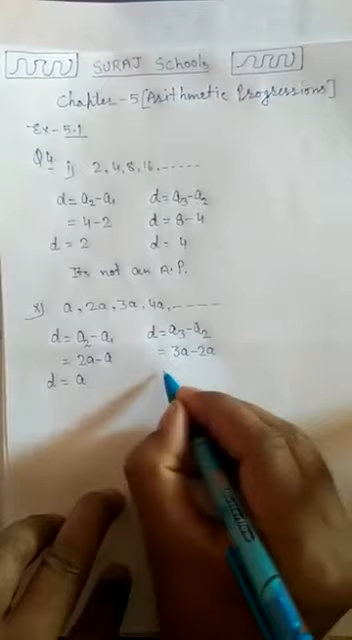 SURAJ Schools
Chapter-5 [Arithmetic Progressions]
Ex-5.1
Q4 i) 2, 4, 8, 16, -----
d = a₂-a₁ d = a₃-a₂
= 4-2 d = 8-4
d = 2 d = 4
Its not an A.P.
x) a, 2a, 3a, 4a, -----
d = a₂-a₁ d = a₃-a₂
= 2a-a = 3a-2a
d = a